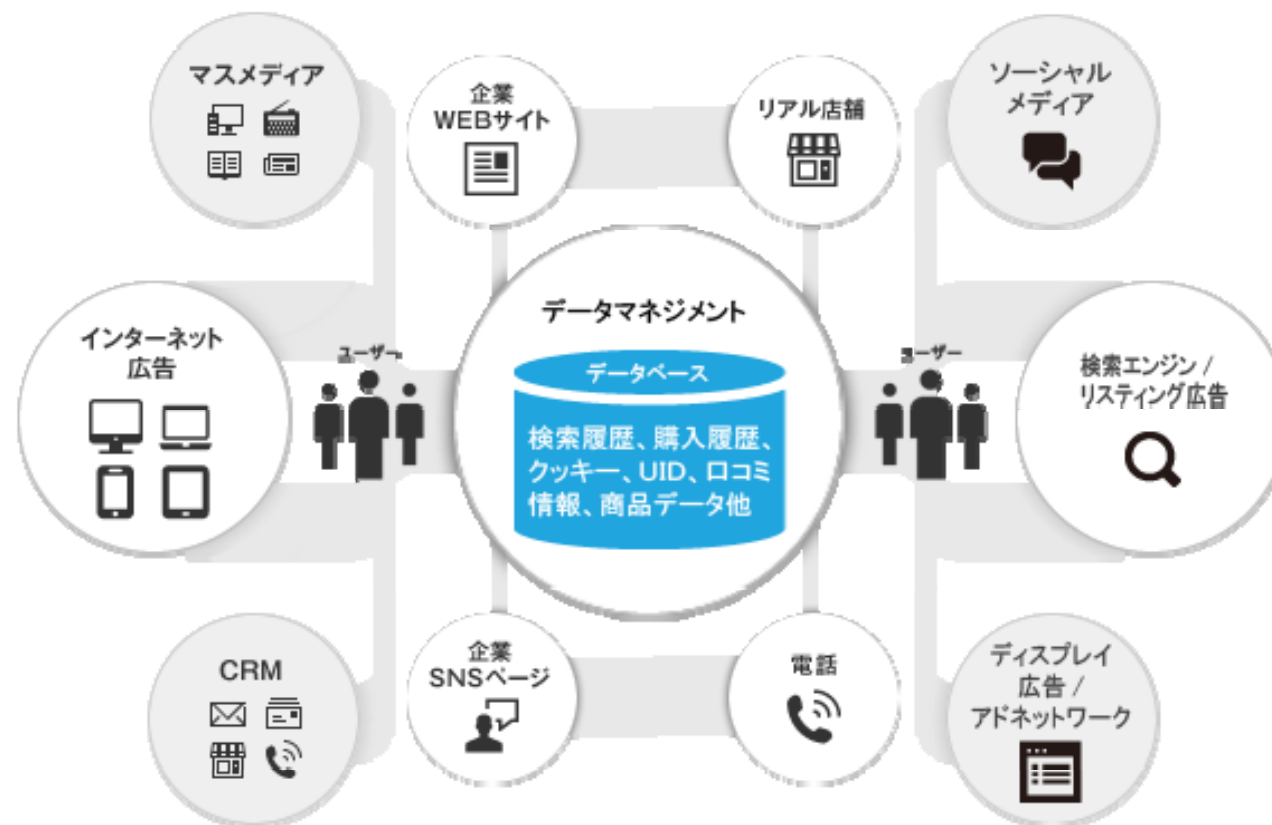 マスメディア
企業
WEBサイト
リアル店舗
ソーシャル
メディア
インターネット
広告
ユーザー
データマネジメント
データベース
検索履歴、購入履歴、
クッキー、UID、口コミ
情報、商品データ他
ユーザー
検索エンジン /
リスティング広告
CRM
企業
SNSページ
電話
ディスプレイ
広告 /
アドネットワーク